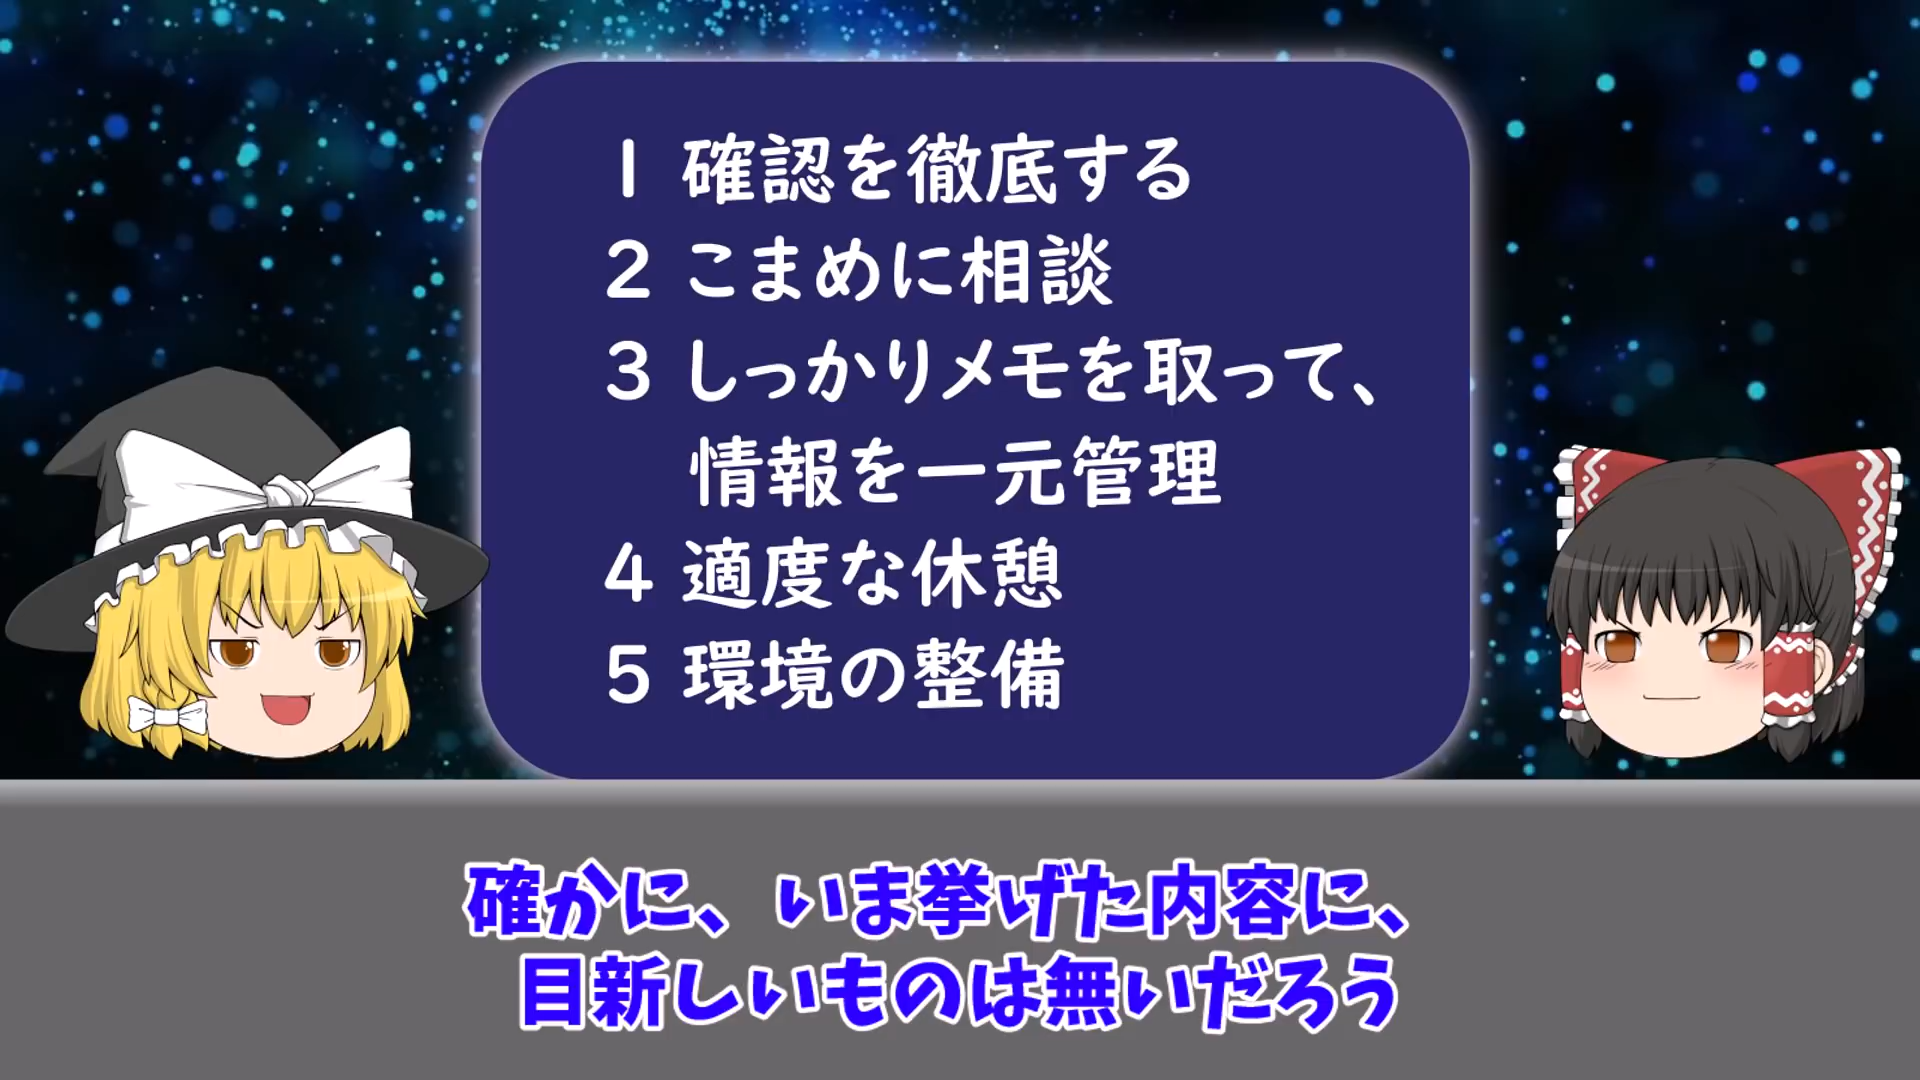 1 確認を徹底する
2 こまめに相談
3 しっかりメモを取って、
情報を一元管理
4 適度な休憩
5 環境の整備
確かに、いま挙げた内容に、
目新しいものは無いだろう